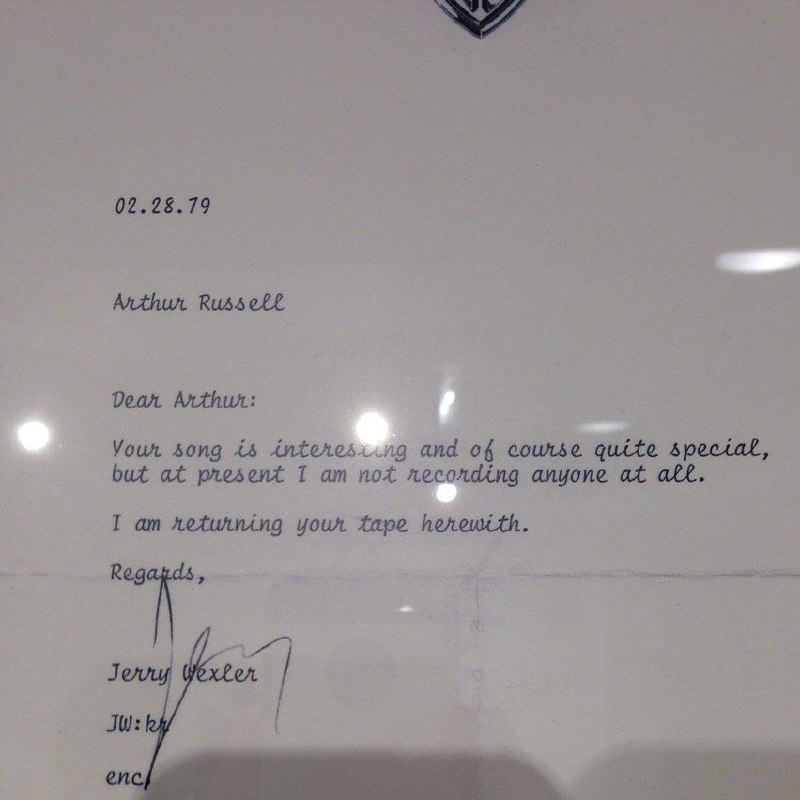 02.28.79
Arthur Russell
Dear Arthur:
Your song is interesting and of course quite special,
but at present I am not recording anyone at all.
I am returning your tape herewith.
Regards,
Jerry
Jerry Wexler
JW:kr
enc.